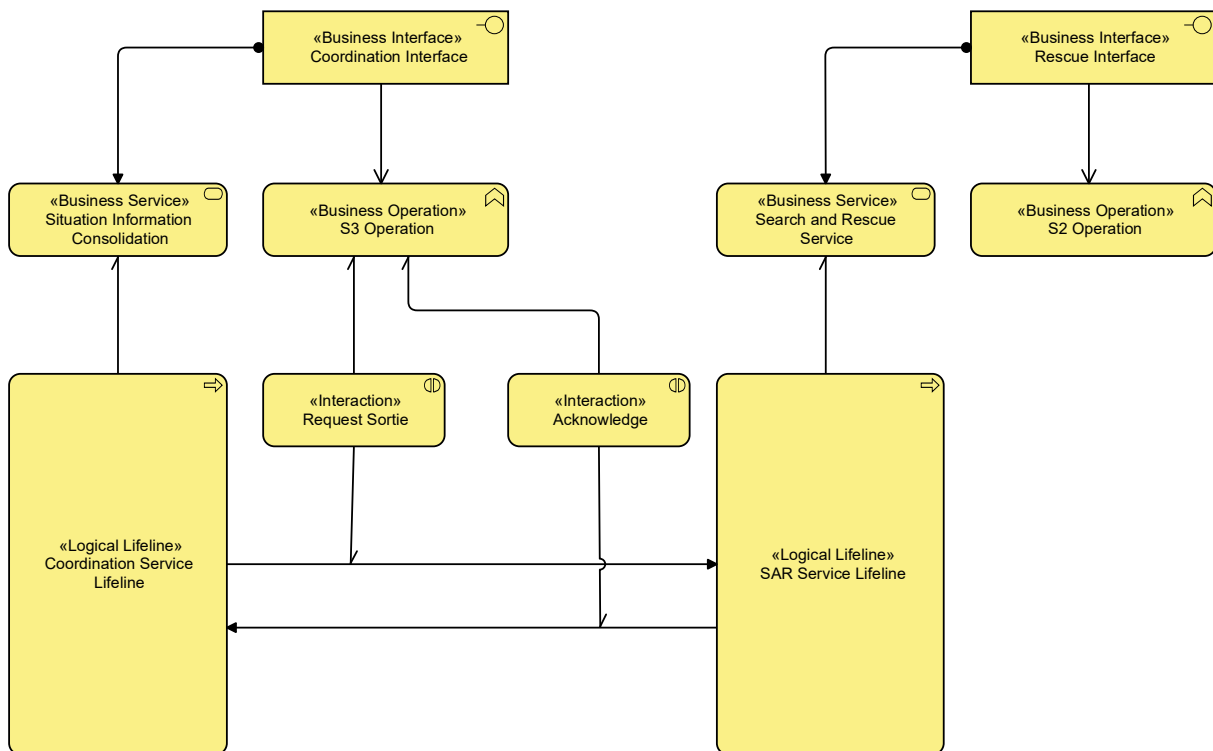 «Business Interface»
Coordination Interface
«Business Interface»
Rescue Interface
«Business Service»
Situation Information
Consolidation
«Business Operation»
S3 Operation
«Business Service»
Search and Rescue
Service
«Business Operation»
S2 Operation
«Interaction»
Request Sortie
«Interaction»
Acknowledge
«Logical Lifeline»
Coordination Service
Lifeline
«Logical Lifeline»
SAR Service Lifeline